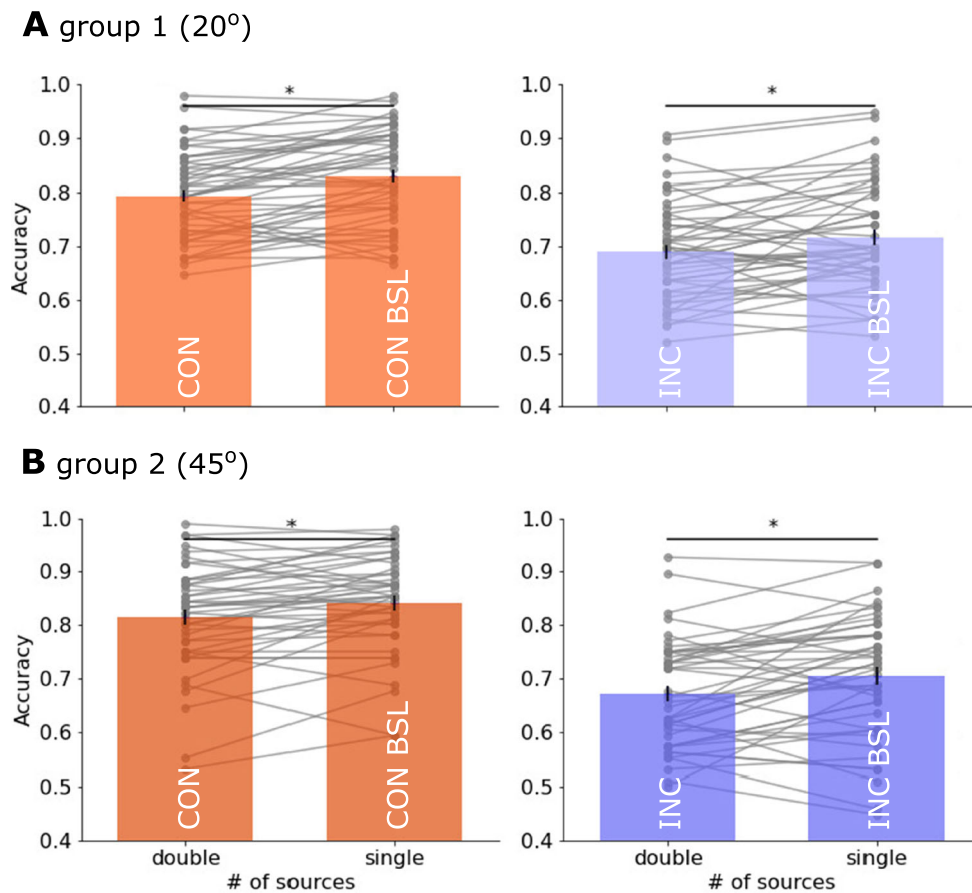 A group 1 (20°)
*
*
1.0
0.9
0.8
0.7
0.6
0.5
0.4
Accuracy
CON
CON BSL
1.0
0.9
0.8
0.7
0.6
0.5
0.4
INC
INC BSL
B group 2 (45°)
*
*
1.0
0.9
0.8
0.7
0.6
0.5
0.4
Accuracy
CON
CON BSL
double
single
# of sources
1.0
0.9
0.8
0.7
0.6
0.5
0.4
INC
INC BSL
double
single
# of sources